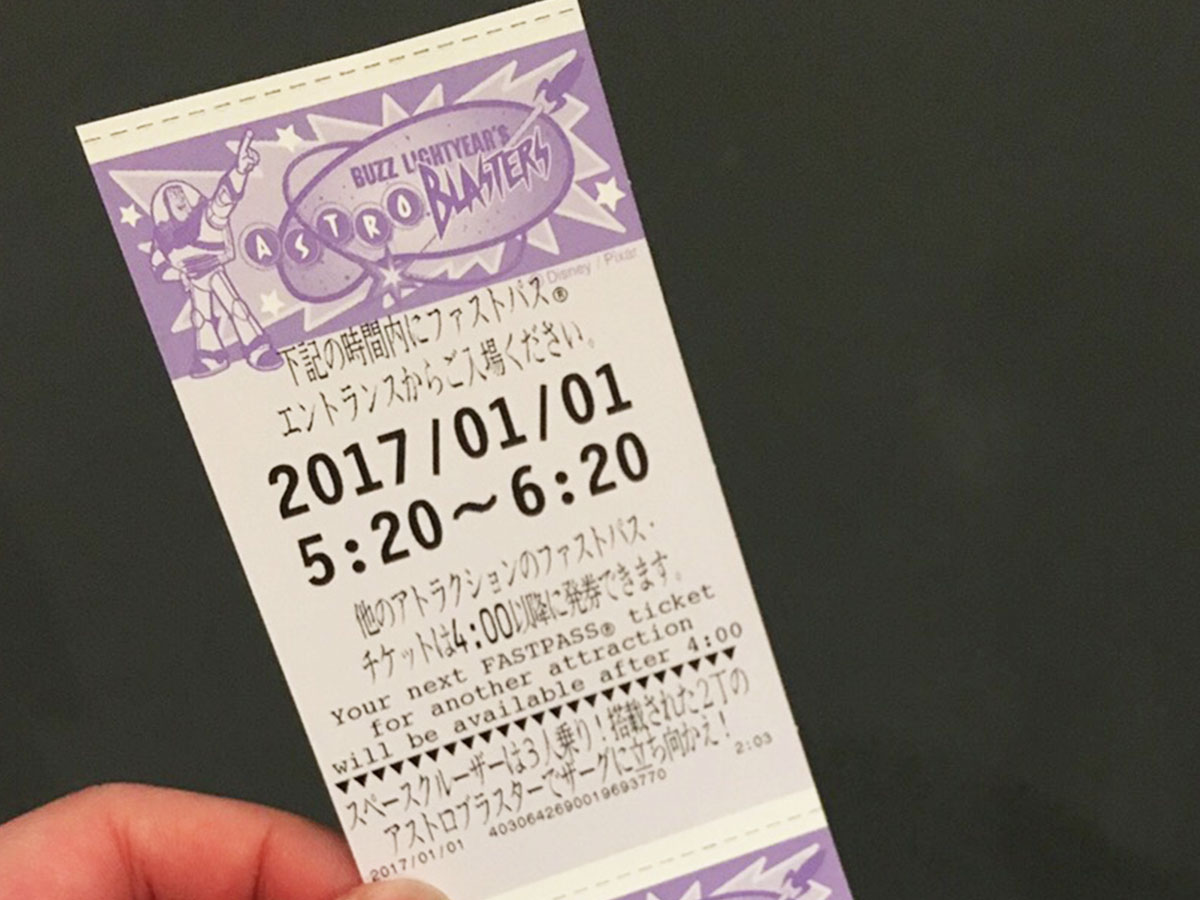 BUZZ LIGHTYEAR'S
ASTRO BLASTERS
©Disney / Pixar
下記の時間内にファストパス®
エントランスからご入場ください。
2017/01/01
5:20～6:20
他のアトラクションのファストパス・
チケットは4:00以降に発券できます。
Your next FASTPASS® ticket
for another attraction
will be available after 4:00
▼▼▼▼▼▼▼▼▼▼▼▼▼▼▼▼▼▼▼▼▼▼▼▼▼▼
スペースクルーザーは3人乗り！搭載された2丁の
アストロブラスターでザーグに立ち向かえ！
2017/01/01 4030642690019693770 2:03